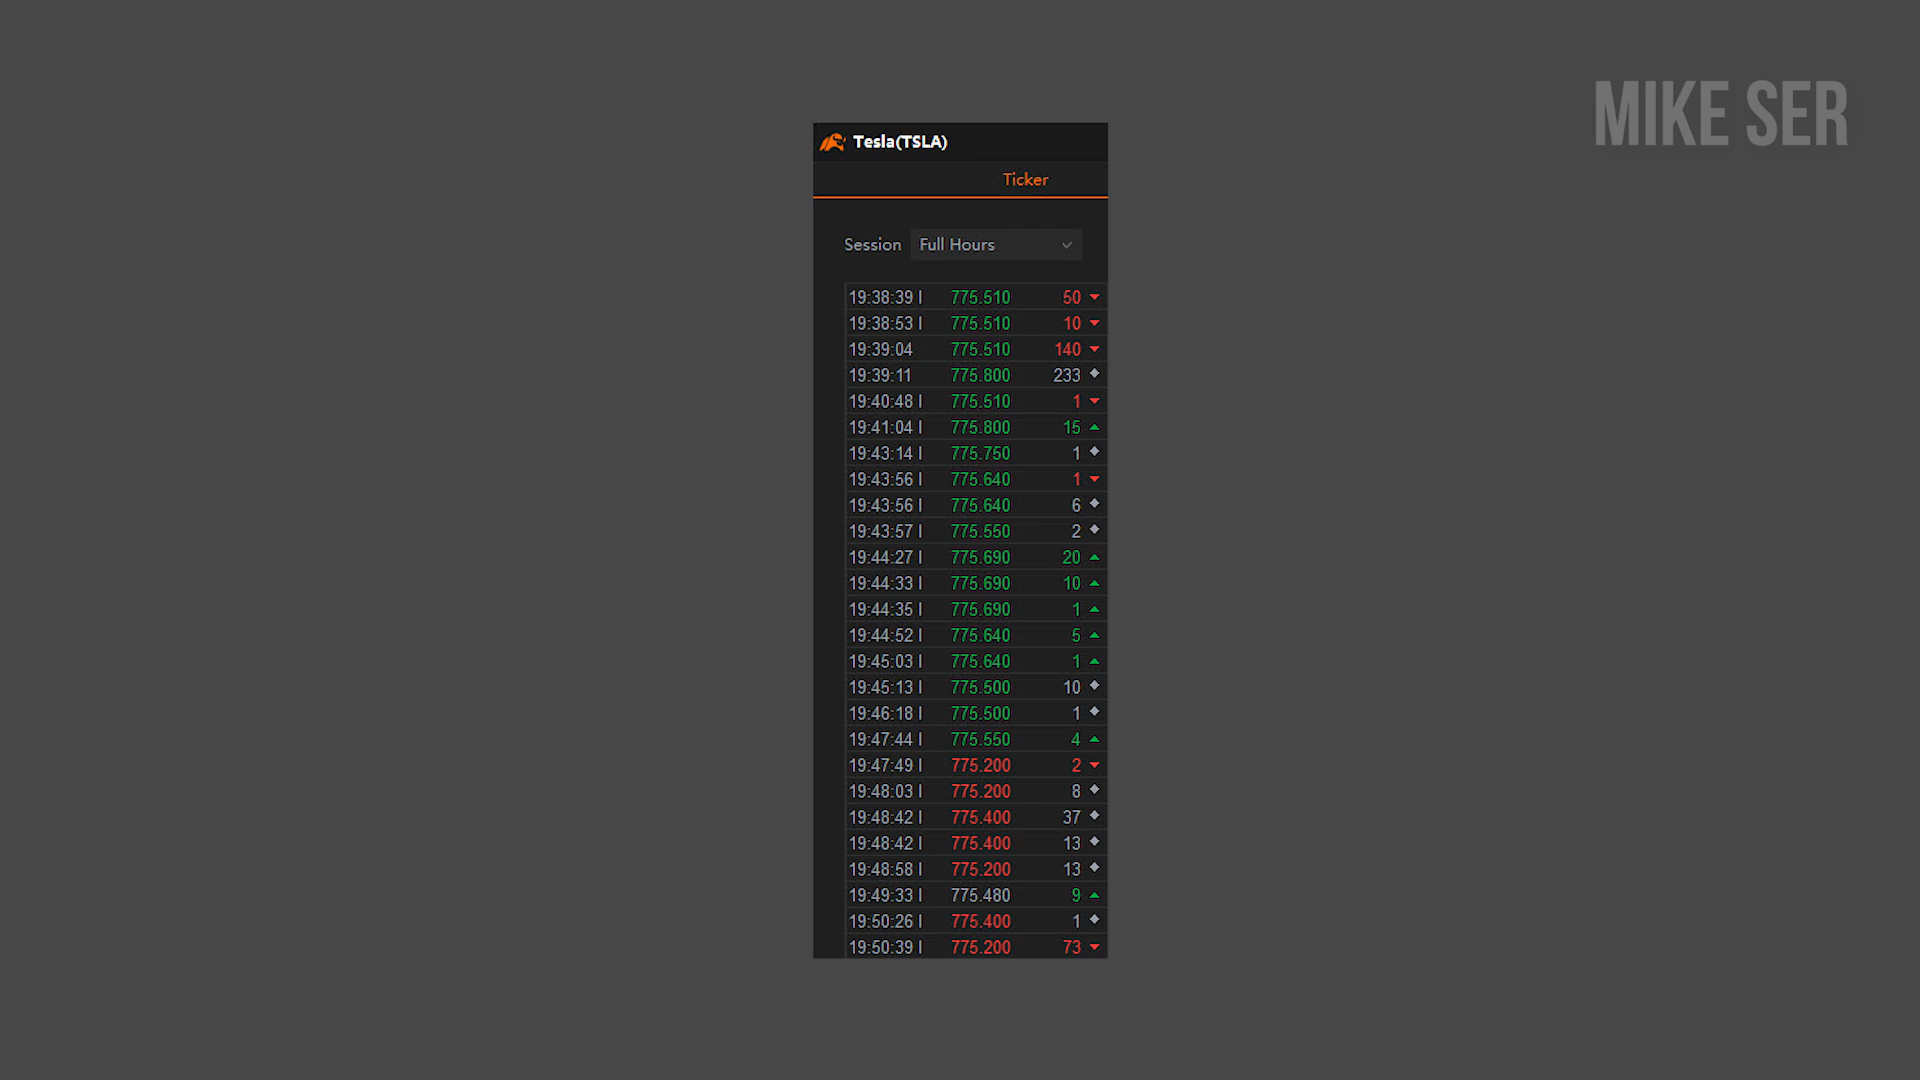 MIKE SER
Tesla(TSLA)
Ticker
Session Full Hours
19:38:39 I 775.510 50
19:38:53 I 775.510 10
19:39:04 775.510 140
19:39:11 775.800 233
19:40:48 I 775.510 1
19:41:04 I 775.800 15
19:43:14 I 775.750 1
19:43:56 I 775.640 1
19:43:56 I 775.640 6
19:43:57 I 775.550 2
19:44:27 I 775.690 20
19:44:33 I 775.690 10
19:44:35 I 775.690 1
19:44:52 I 775.640 5
19:45:03 I 775.640 1
19:45:13 I 775.500 10
19:46:18 I 775.500 1
19:47:44 I 775.550 4
19:47:49 I 775.200 2
19:48:03 I 775.200 8
19:48:42 I 775.400 37
19:48:42 I 775.400 13
19:48:58 I 775.200 13
19:49:33 I 775.480 9
19:50:26 I 775.400 1
19:50:39 I 775.200 73